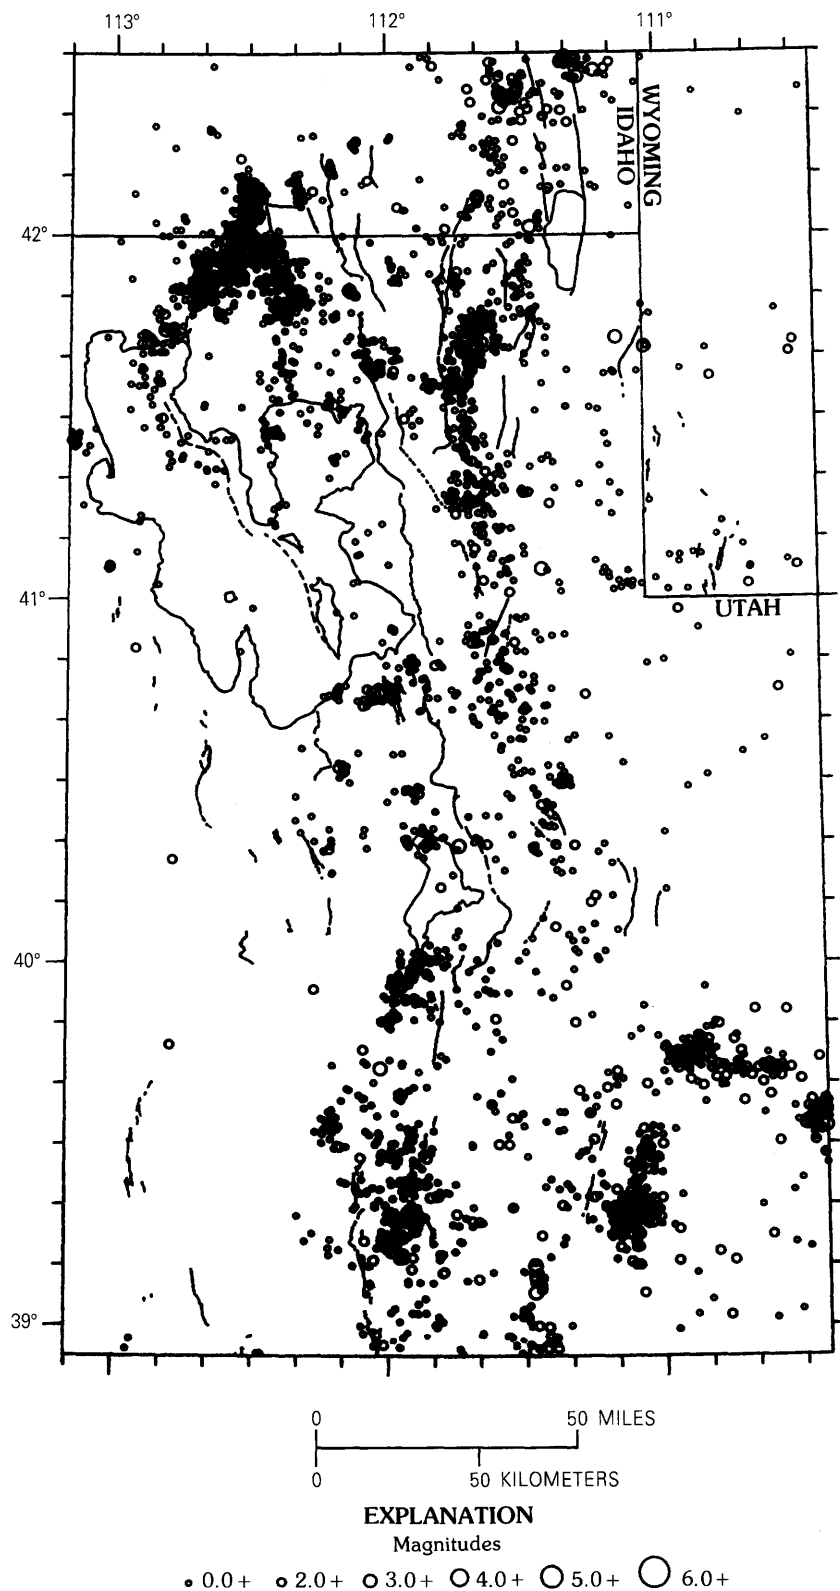 113° 112° 111°
WYOMING
IDAHO
42°
41°
UTAH
40°
39°
0 50 MILES
0 50 KILOMETERS
EXPLANATION
Magnitudes
0.0+ 2.0+ 3.0+ 4.0+ 5.0+ 6.0+